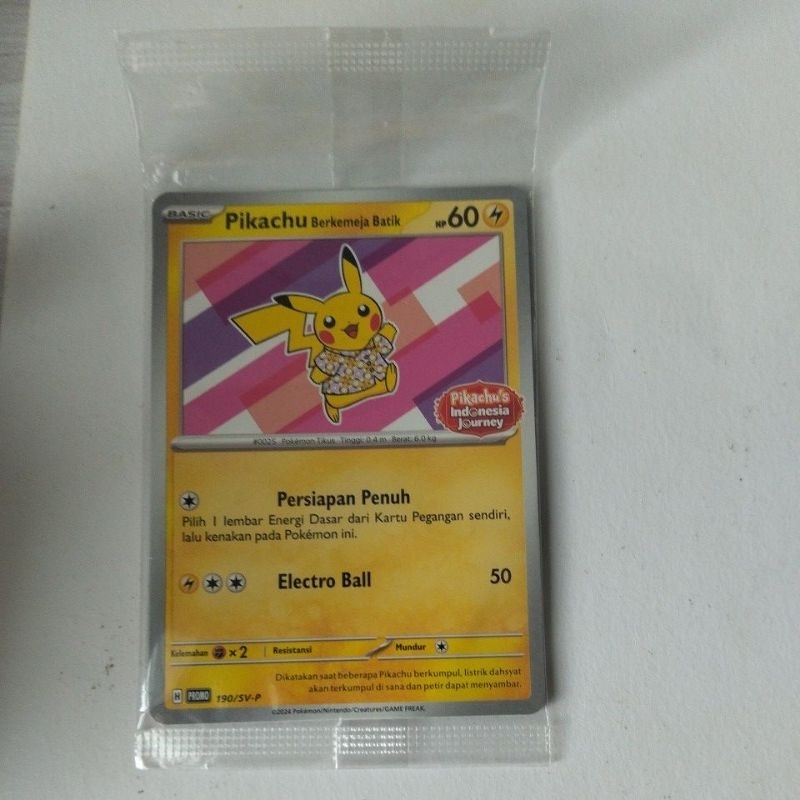 BASIC Pikachu Berkemeja Batik HP 60
Pikachu's
Indonesia
Journey
#0025 Pokémon Tikus Tinggi: 0.4 m Berat: 6.0 kg
Persiapan Penuh
Pilih 1 lembar Energi Dasar dari Kartu Pegangan sendiri,
lalu kenakan pada Pokémon ini.
Electro Ball 50
Kelemahan ×2 Resistansi Mundur
Dikatakan saat beberapa Pikachu berkumpul, listrik dahsyat
akan terkumpul di sana dan petir dapat menyambar.
H PROMO 190/SV-P
©2024 Pokémon/Nintendo/Creatures/GAME FREAK.